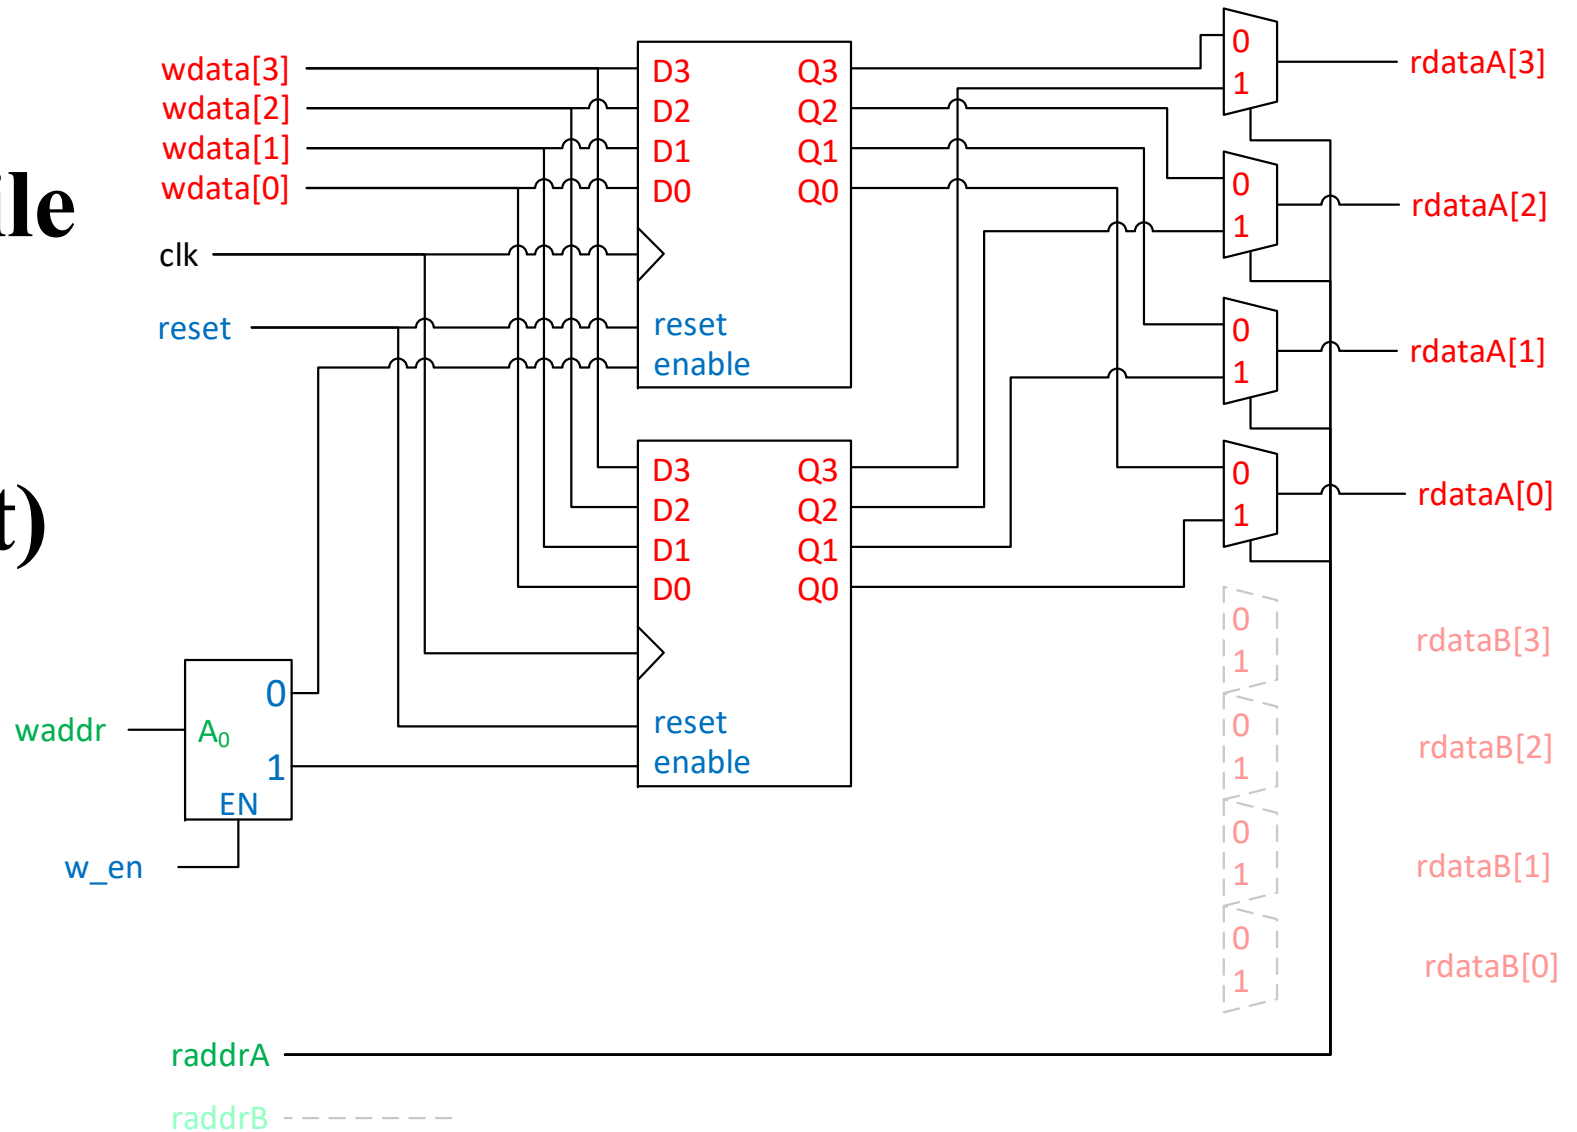 ile
t)
wdata[3]
wdata[2]
wdata[1]
wdata[0]
clk
reset
D3 Q3
D2 Q2
D1 Q1
D0 Q0
reset
enable
D3 Q3
D2 Q2
D1 Q1
D0 Q0
reset
enable
waddr
A0
0
1
EN
w_en
0
1
rdataA[3]
0
1
rdataA[2]
0
1
rdataA[1]
0
1
rdataA[0]
0
1
rdataB[3]
0
1
rdataB[2]
0
1
rdataB[1]
0
1
rdataB[0]
raddrA
raddrB